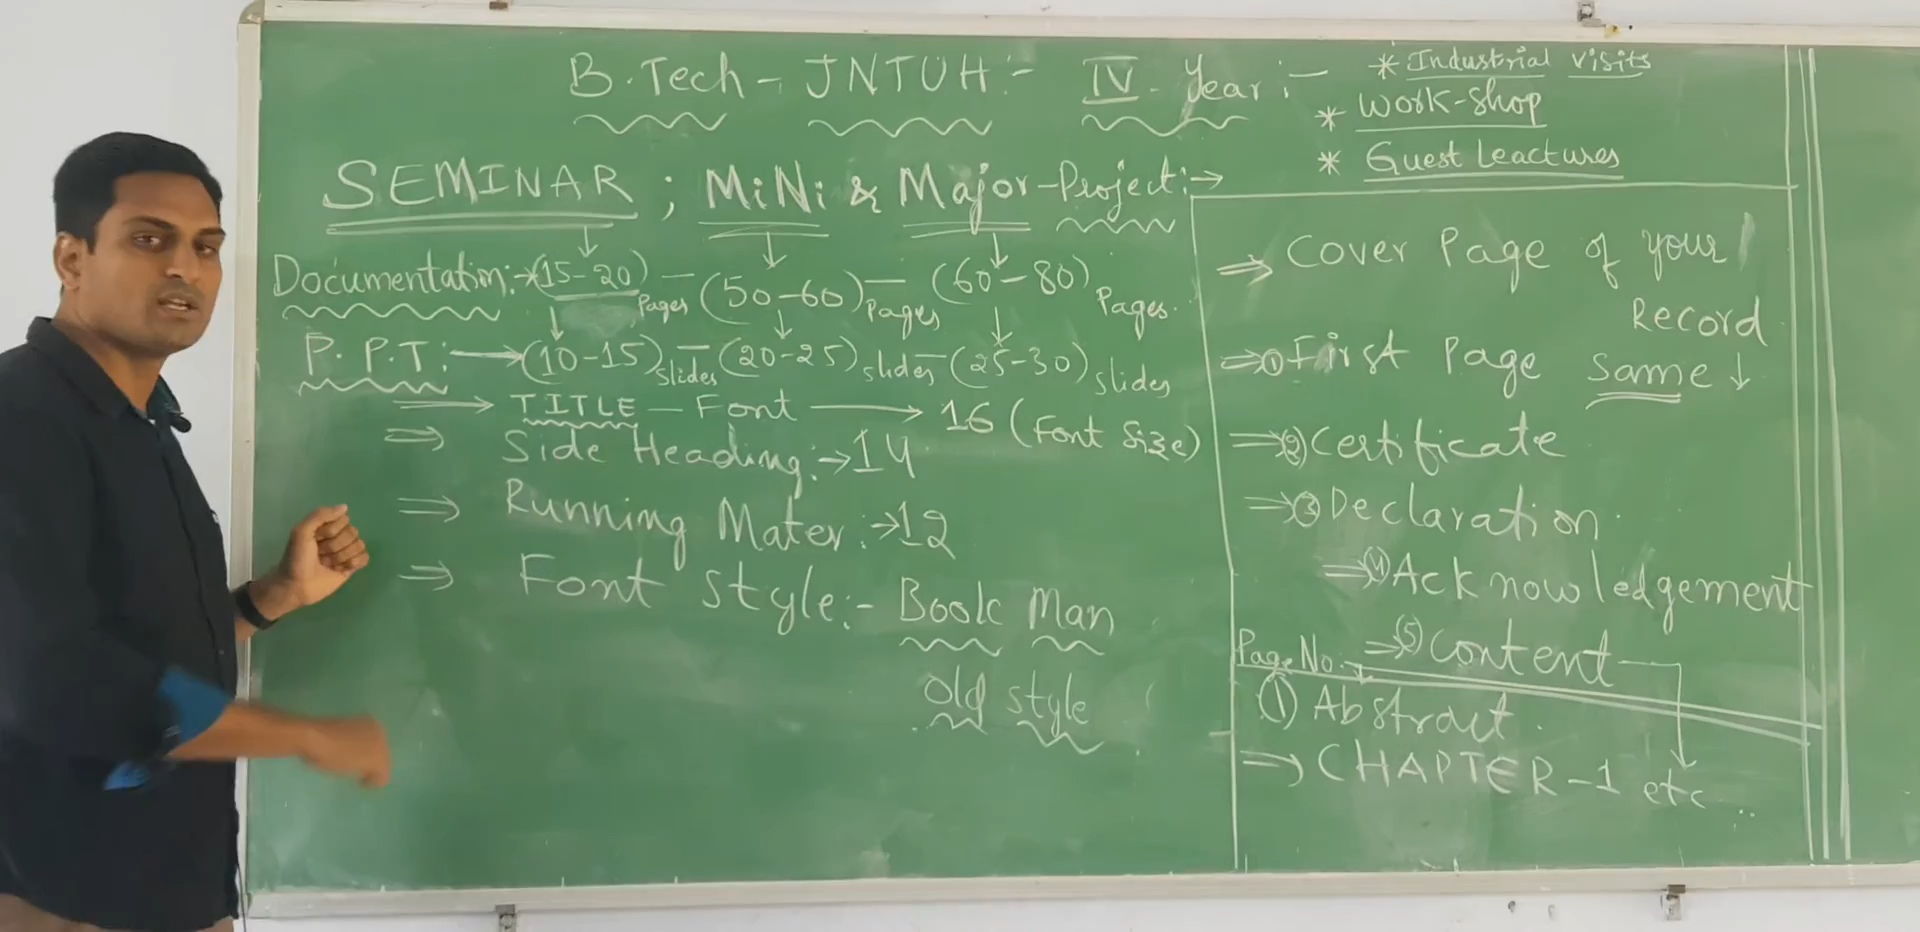 B.Tech - JNTUH:- IV- Year :-
* Industrial visits
* Work-Shop
* Guest Leactures
SEMINAR ; MiNi & Major-Project:→
Documentation:→(15-20) Pages - (50-60) Pages - (60-80) Pages.
P.P.T:→(10-15) slides - (20-25) slides - (25-30) slides
⇒ TITLE - Font → 16 (Font Size)
⇒ Side Heading:→14
⇒ Running Mater:→12
⇒ Font Style:- Book Man
Old Style
⇒ Cover Page of your
Record
⇒① First Page Same ↓
⇒② Certificate
⇒③ Declaration
⇒④ Acknowledgement
Page No. ⇒⑤ Content
① Abstract.
⇒ CHAPTER-1 etc...